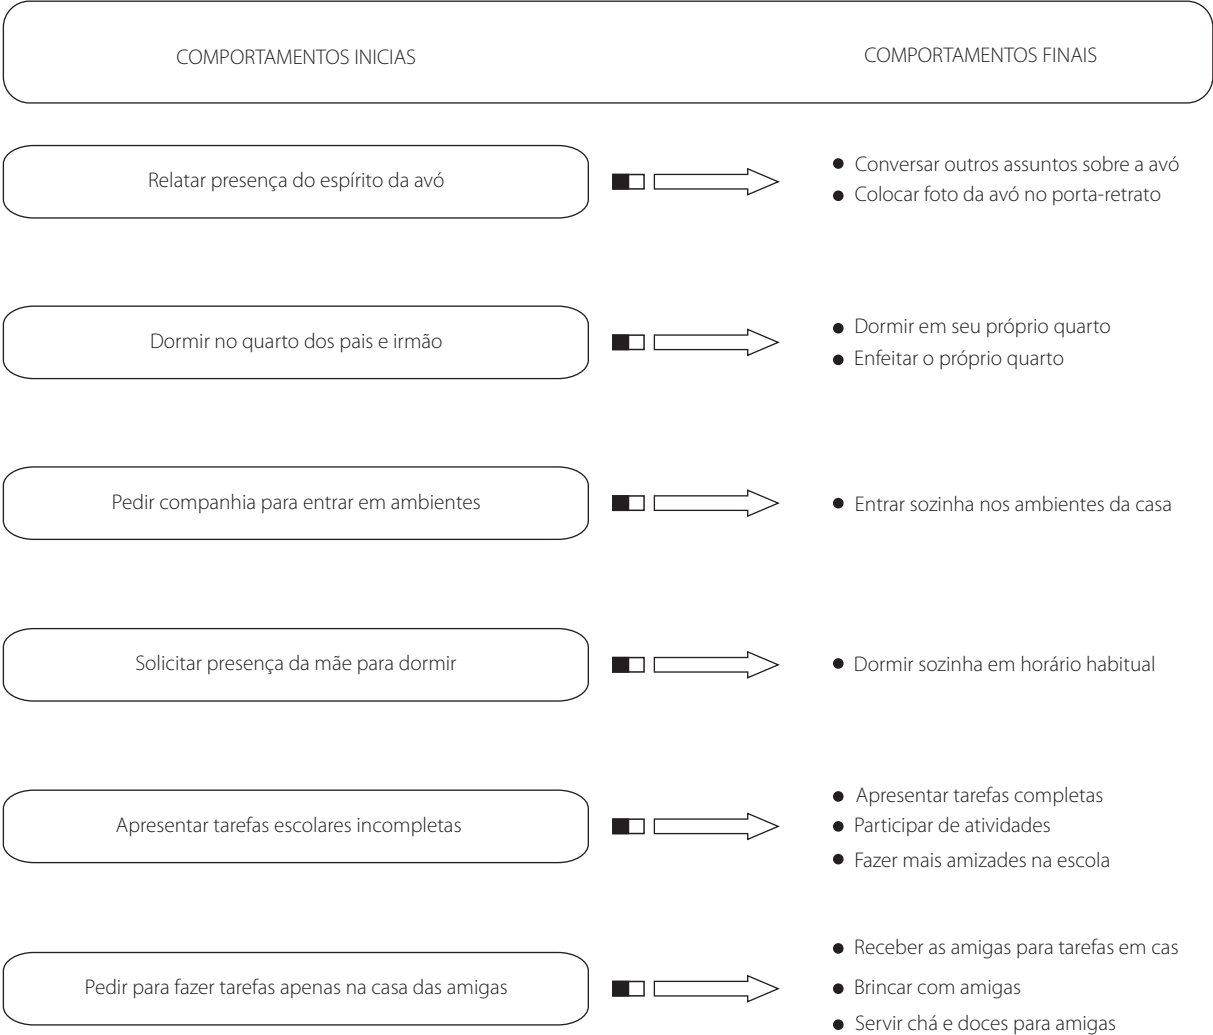 COMPORTAMENTOS INICIAS
COMPORTAMENTOS FINAIS
Relatar presença do espírito da avó
Conversar outros assuntos sobre a avó
Colocar foto da avó no porta-retrato
Dormir no quarto dos pais e irmão
Dormir em seu próprio quarto
Enfeitar o próprio quarto
Pedir companhia para entrar em ambientes
Entrar sozinha nos ambientes da casa
Solicitar presença da mãe para dormir
Dormir sozinha em horário habitual
Apresentar tarefas escolares incompletas
Apresentar tarefas completas
Participar de atividades
Fazer mais amizades na escola
Pedir para fazer tarefas apenas na casa das amigas
Receber as amigas para tarefas em cas
Brincar com amigas
Servir chá e doces para amigas